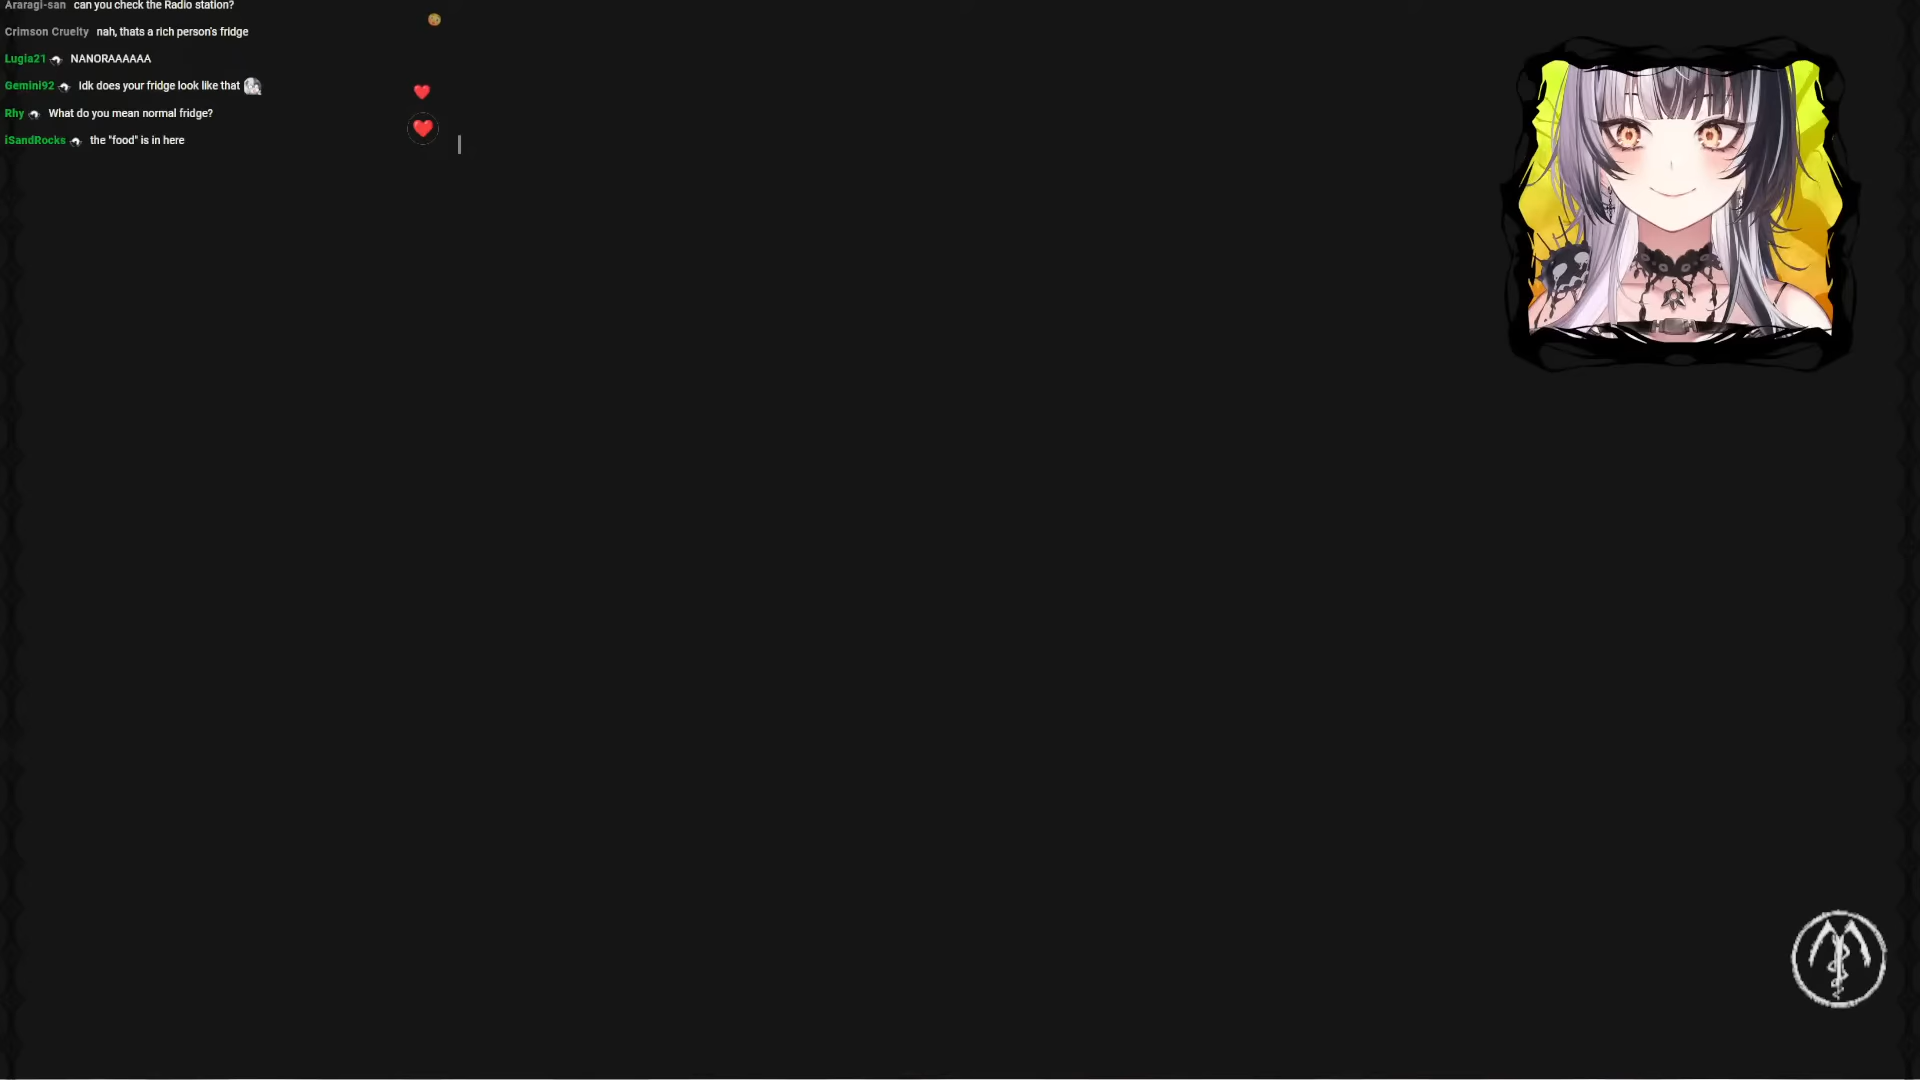 Araragi-san can you check the Radio station?
Crimson Cruelty nah, thats a rich person's fridge
Lugia21 NANORAAAAAA
Gemini92 Idk does your fridge look like that
Rhy What do you mean normal fridge?
iSandRocks the "food" is in here